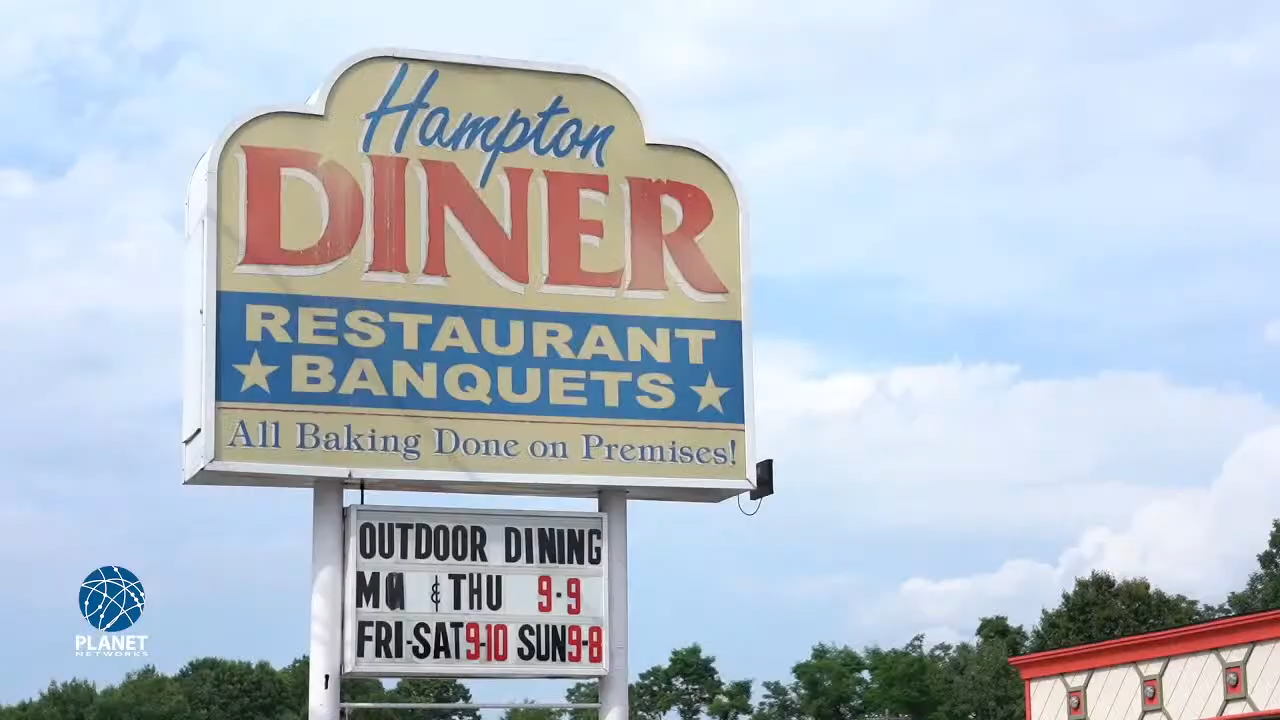 Hampton
DINER
RESTAURANT
BANQUETS
All Baking Done on Premises!
OUTDOOR DINING
& THU 9-9
FRI-SAT 9-10 SUN 9-8
PLANET
NETWORKS